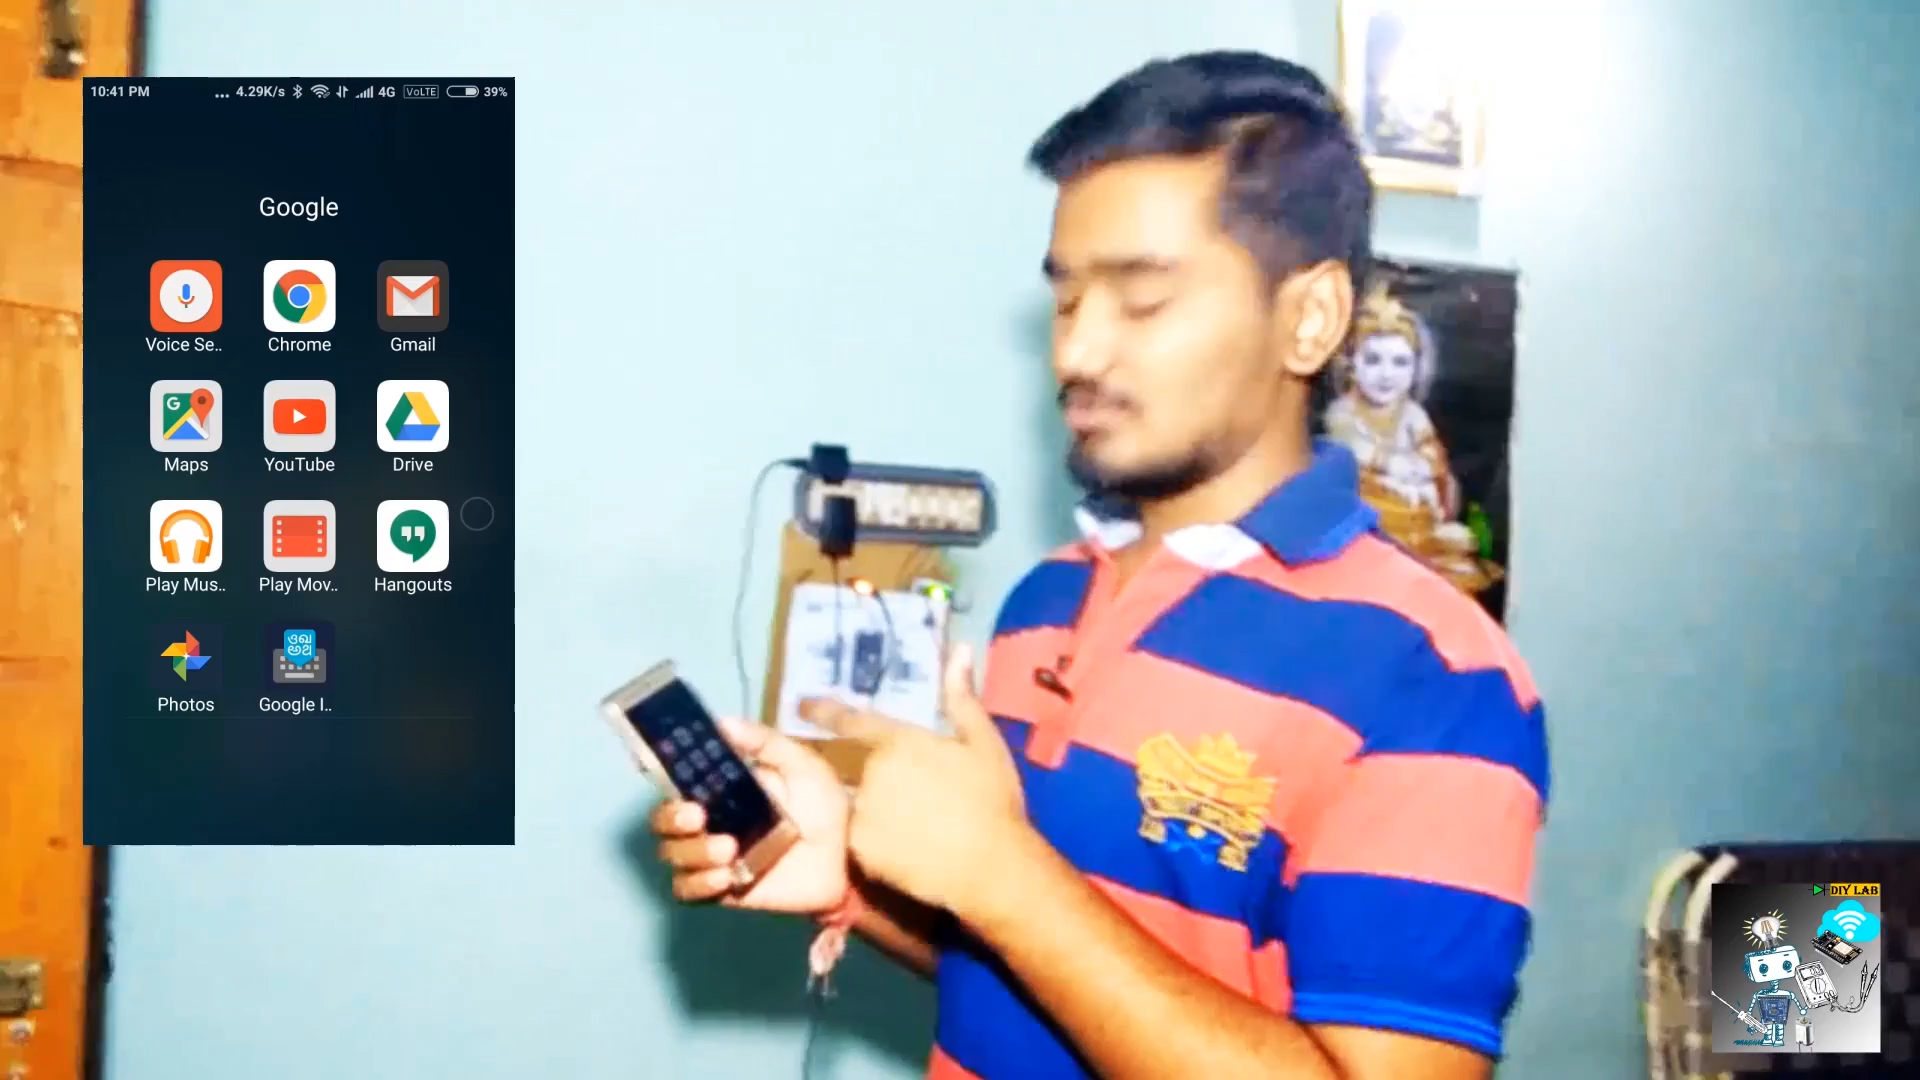 10:41 PM ... 4.29K/s 4G VoLTE 39%
Google
Voice Se.. Chrome Gmail
Maps YouTube Drive
Play Mus.. Play Mov.. Hangouts
Photos Google I..
DIY LAB